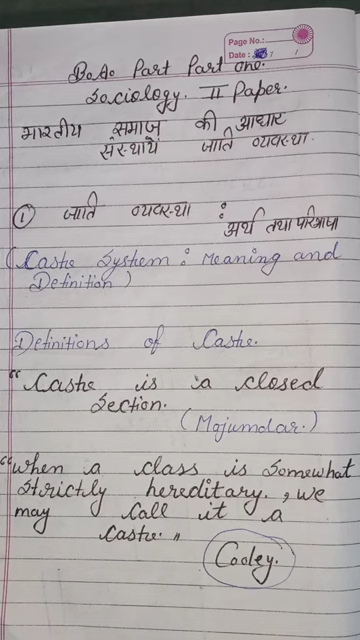 Page No.:
Date :
B.A. Part Part one.
Sociology. II Paper.
भारतीय समाज की आधार
संस्थायें जाति व्यवस्था.
① जाति व्यवस्था :
अर्थ तथा परिभाषा
(Caste System : Meaning and
Definition)
Definitions of Caste.
"Caste is a closed
Section.
(Majumdar.)
"when a class is somewhat
strictly hereditary., we
may call it a
Caste."
Cooley.